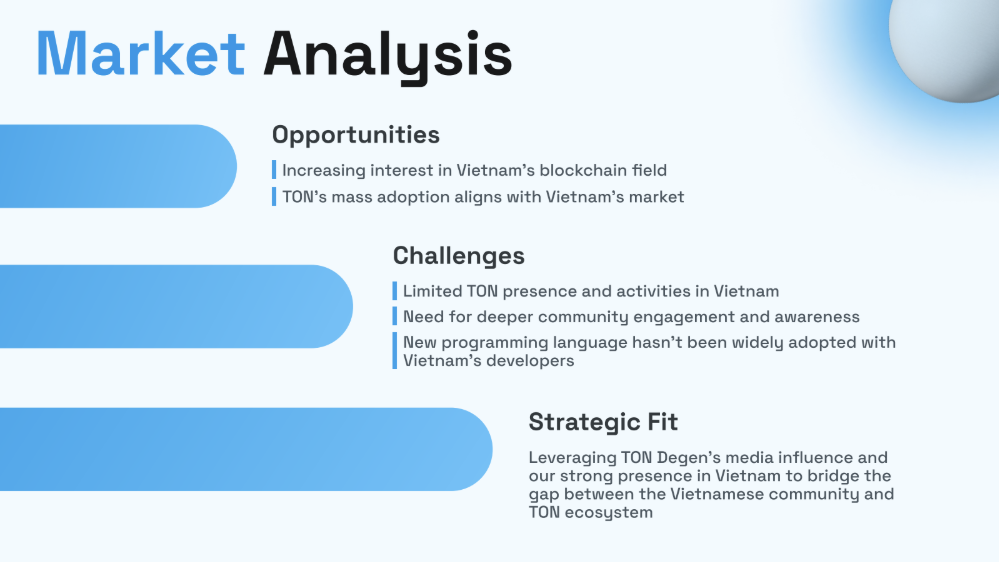 Market Analysis
Opportunities
Increasing interest in Vietnam's blockchain field
TON's mass adoption aligns with Vietnam's market
Challenges
Limited TON presence and activities in Vietnam
Need for deeper community engagement and awareness
New programming language hasn't been widely adopted with
Vietnam's developers
Strategic Fit
Leveraging TON Degen's media influence and
our strong presence in Vietnam to bridge the
gap between the Vietnamese community and
TON ecosystem